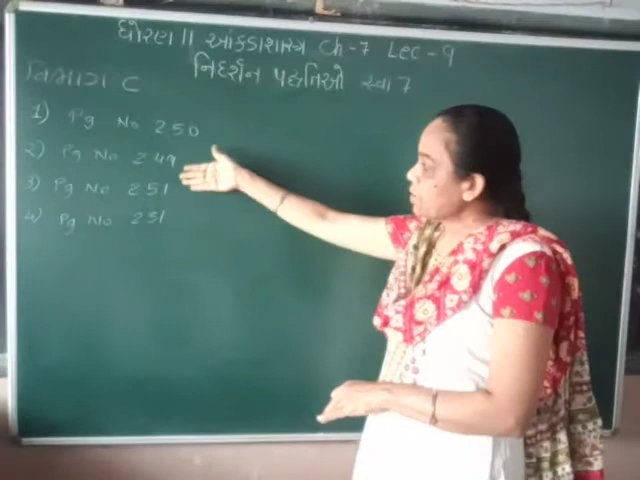 ધોરણ 11 આંકડાશાસ્ત્ર Ch-7 Lec-9
નિદર્શન પદ્ધતિઓ સ્વા 7
વિભાગ C
1) Pg No 250
2) Pg No 249
3) Pg No 251
4) Pg No 251